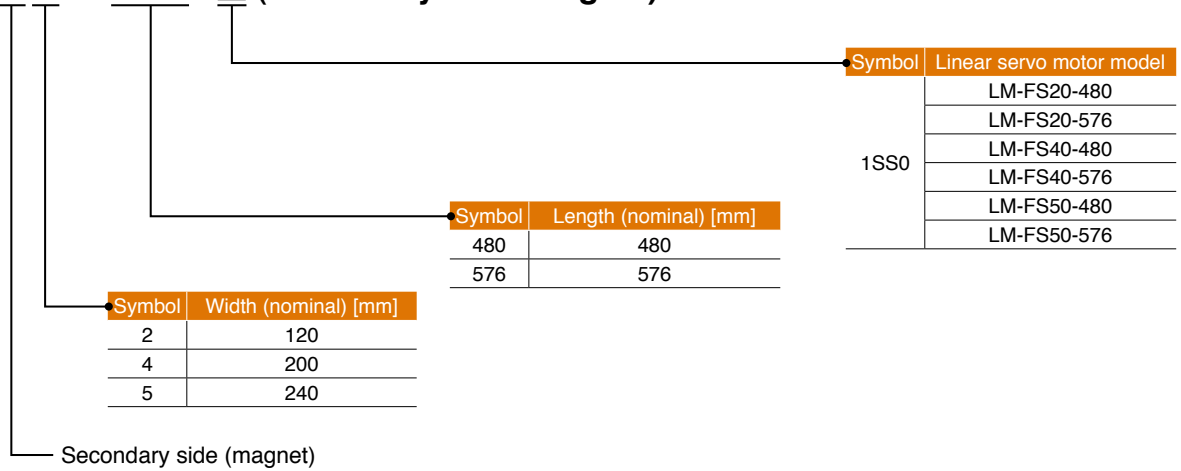 Symbol Linear servo motor model
1SS0
LM-FS20-480
LM-FS20-576
LM-FS40-480
LM-FS40-576
LM-FS50-480
LM-FS50-576
Symbol Length (nominal) [mm]
480 480
576 576
Symbol Width (nominal) [mm]
2 120
4 200
5 240
Secondary side (magnet)